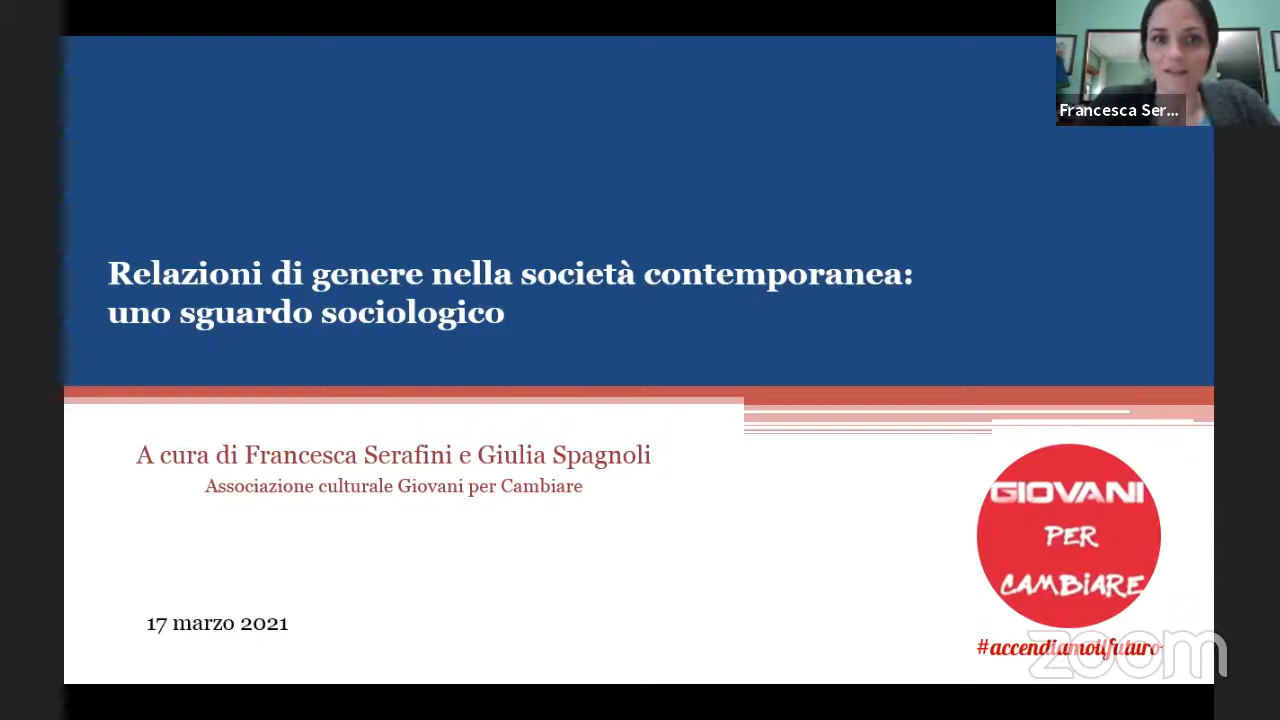 Francesca Ser...
Relazioni di genere nella società contemporanea:
uno sguardo sociologico
A cura di Francesca Serafini e Giulia Spagnoli
Associazione culturale Giovani per Cambiare
GIOVANI
PER
CAMBiARE
17 marzo 2021
#accendiamoilfuturo
zoom